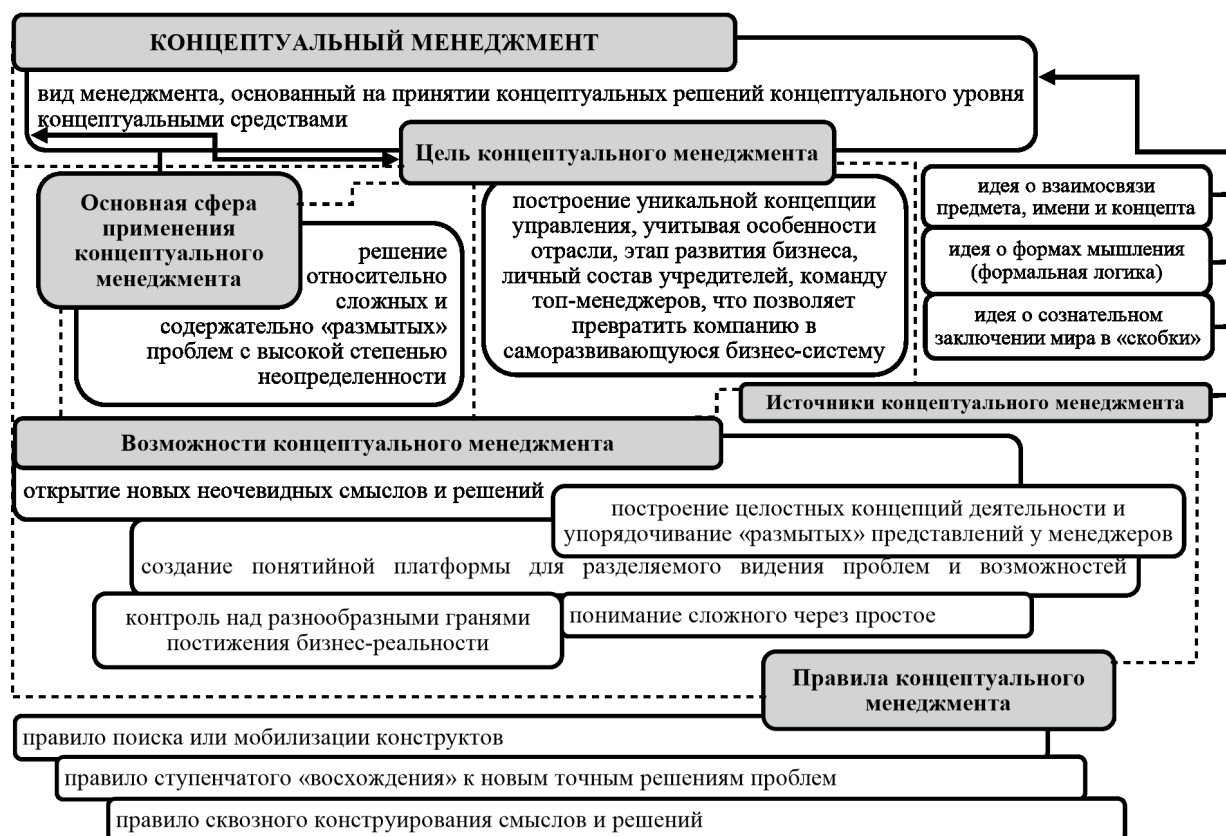 КОНЦЕПТУАЛЬНЫЙ МЕНЕДЖМЕНТ
вид менеджмента, основанный на принятии концептуальных решений концептуального уровня
концептуальными средствами
Цель концептуального менеджмента
построение уникальной концепции
управления, учитывая особенности
отрасли, этап развития бизнеса,
личный состав учредителей, команду
топ-менеджеров, что позволяет
превратить компанию в
саморазвивающуюся бизнес-систему
Основная сфера
применения
концептуального
менеджмента
решение
относительно
сложных и
содержательно «размытых»
проблем с высокой степенью
неопределенности
идея о взаимосвязи
предмета, имени и концепта
идея о формах мышления
(формальная логика)
идея о сознательном
заключении мира в «скобки»
Источники концептуального менеджмента
Возможности концептуального менеджмента
открытие новых неочевидных смыслов и решений
построение целостных концепций деятельности и
упорядочивание «размытых» представлений у менеджеров
создание понятийной платформы для разделяемого видения проблем и возможностей
контроль над разнообразными гранями
постижения бизнес-реальности
понимание сложного через простое
Правила концептуального
менеджмента
правило поиска или мобилизации конструктов
правило ступенчатого «восхождения» к новым точным решениям проблем
правило сквозного конструирования смыслов и решений